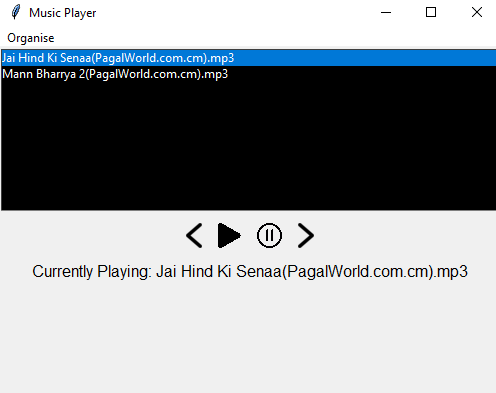 Music Player
Organise
Jai Hind Ki Senaa(PagalWorld.com.cm).mp3
Mann Bharrya 2(PagalWorld.com.cm).mp3
Currently Playing: Jai Hind Ki Senaa(PagalWorld.com.cm).mp3